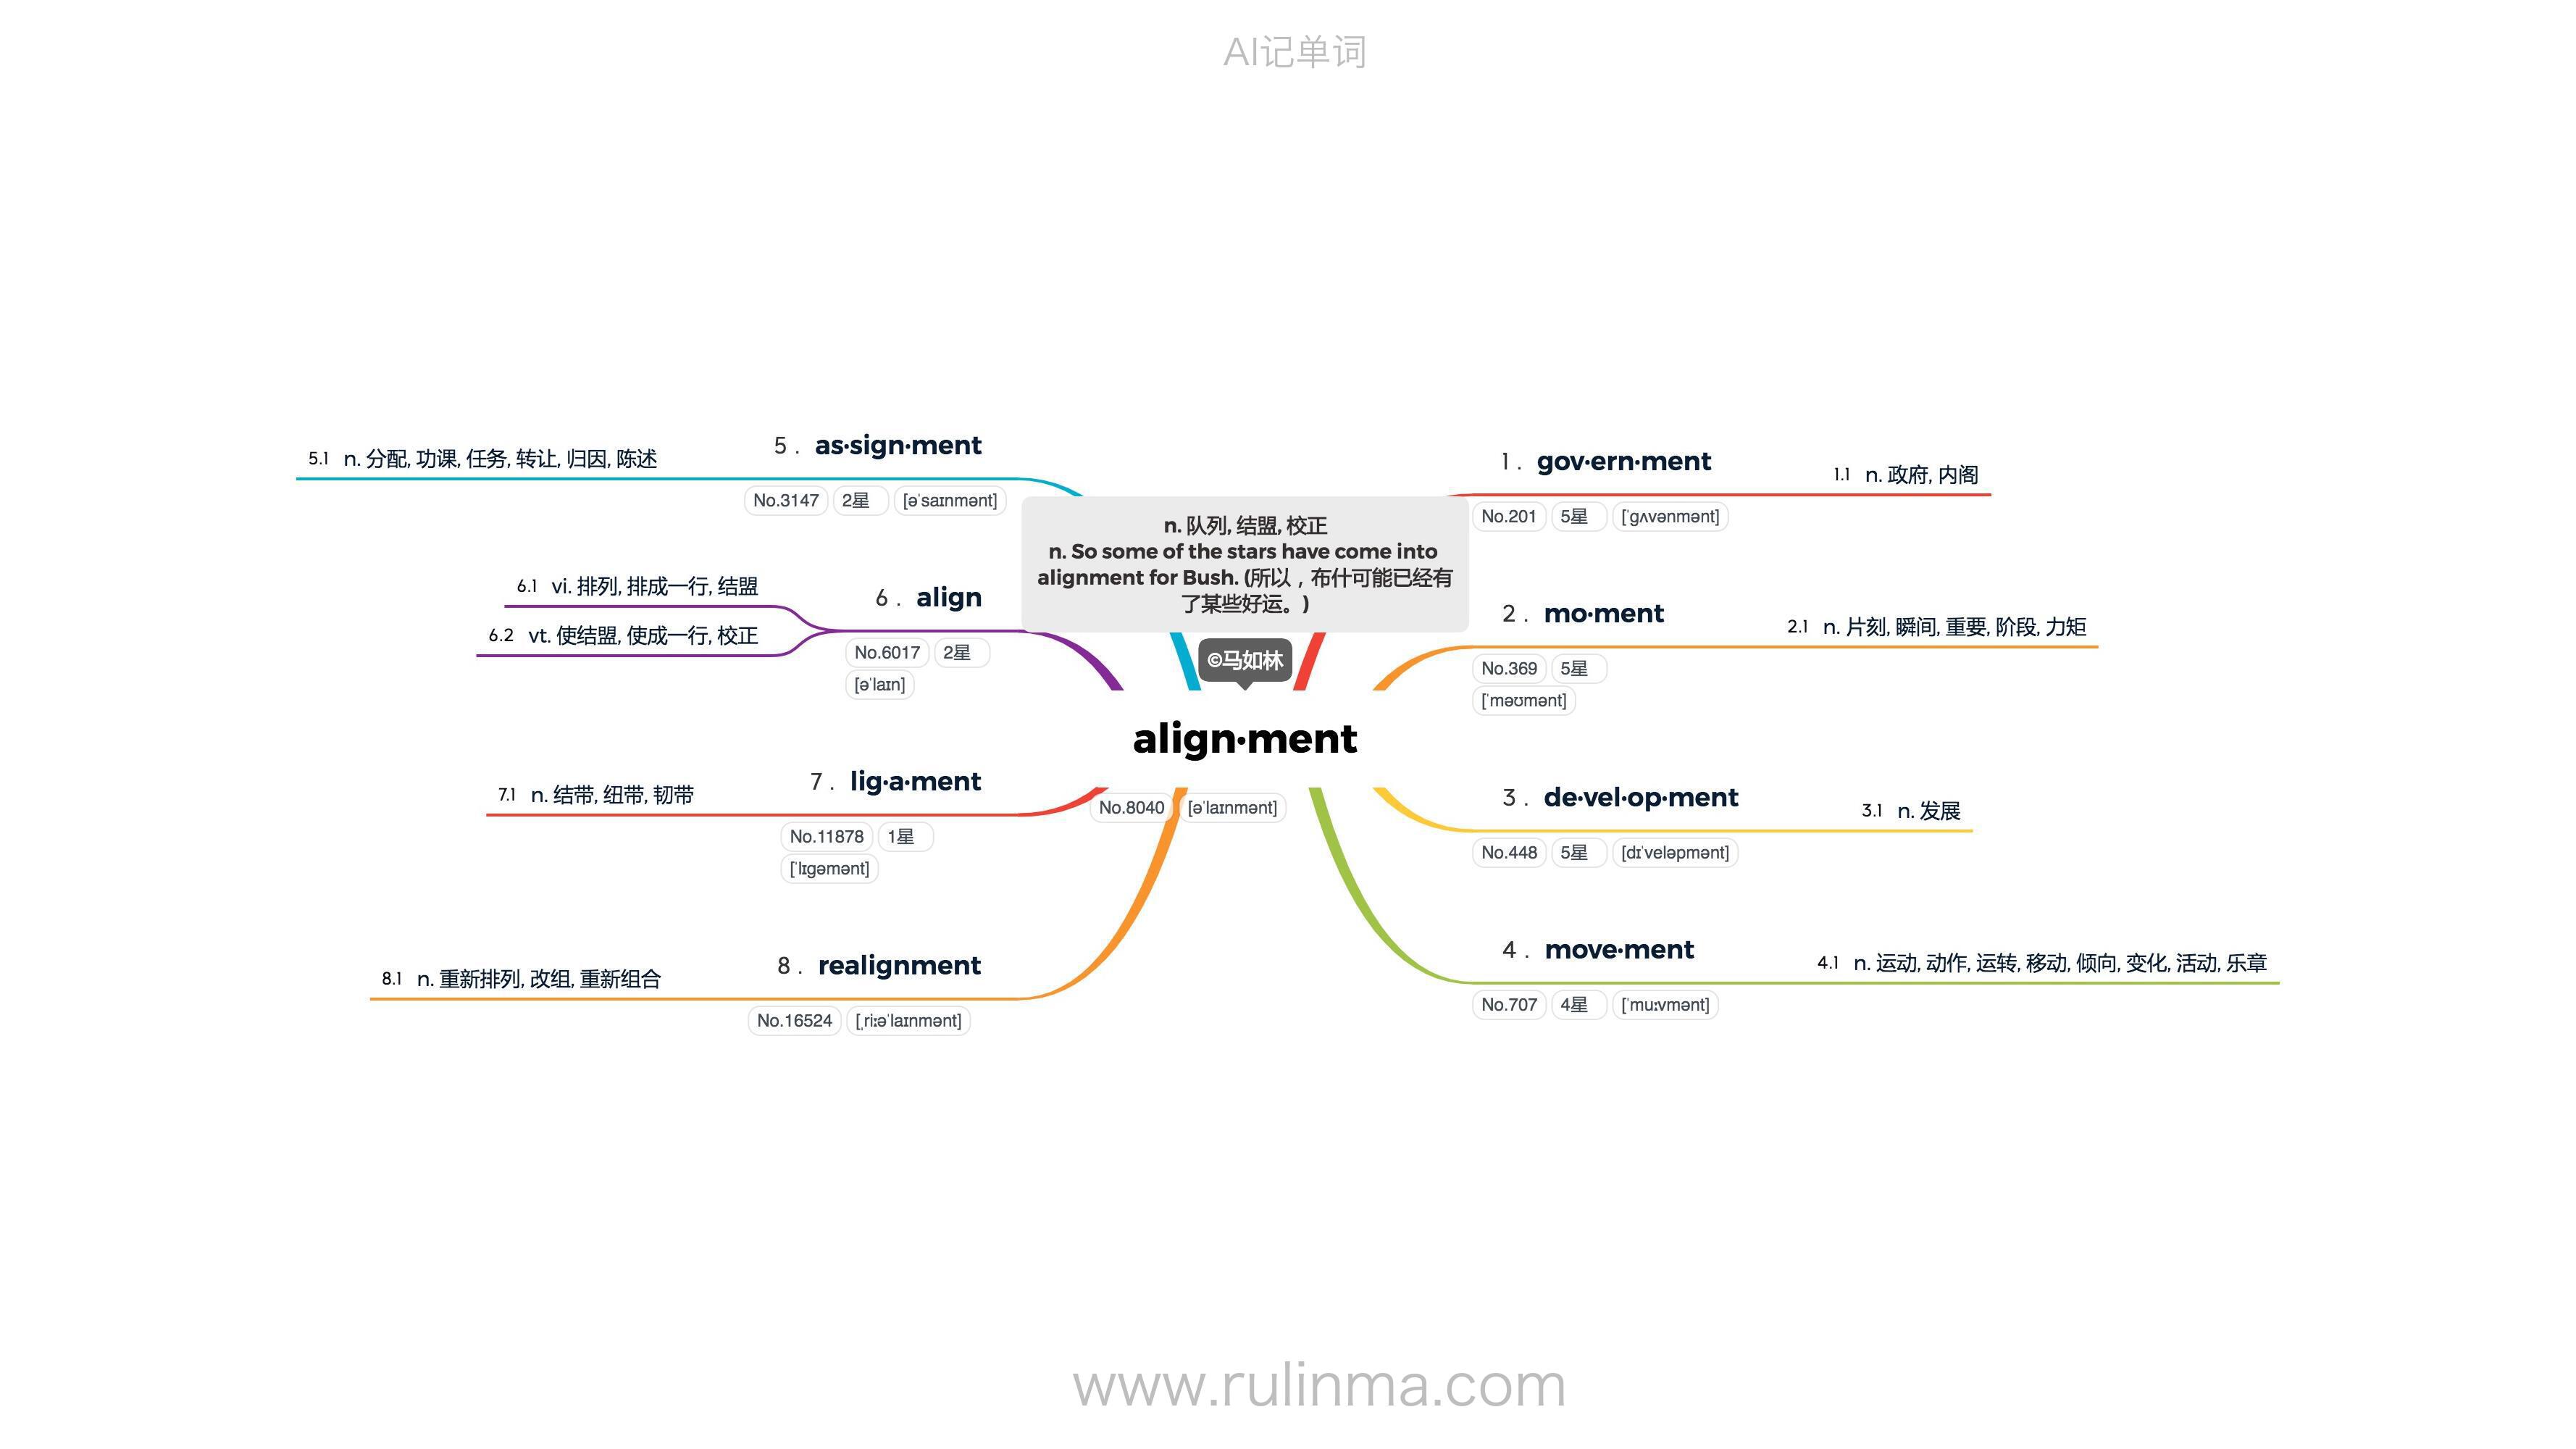 AI记单词
n. 队列, 结盟, 校正
n. So some of the stars have come into
alignment for Bush. (所以，布什可能已经有
了某些好运。)
©马如林
align·ment
No.8040 [əˈlaɪnmənt]
1. gov·ern·ment
No.201 5星 [ˈɡʌvənmənt]
1.1 n. 政府, 内阁
2. mo·ment
No.369 5星
[ˈməʊmənt]
2.1 n. 片刻, 瞬间, 重要, 阶段, 力矩
3. de·vel·op·ment
No.448 5星 [dɪˈveləpmənt]
3.1 n. 发展
4. move·ment
No.707 4星 [ˈmuːvmənt]
4.1 n. 运动, 动作, 运转, 移动, 倾向, 变化, 活动, 乐章
5. as·sign·ment
No.3147 2星 [əˈsaɪnmənt]
5.1 n. 分配, 功课, 任务, 转让, 归因, 陈述
6. align
No.6017 2星
[əˈlaɪn]
6.1 vi. 排列, 排成一行, 结盟
6.2 vt. 使结盟, 使成一行, 校正
7. lig·a·ment
No.11878 1星
[ˈlɪɡəmənt]
7.1 n. 结带, 纽带, 韧带
8. realignment
No.16524 [ˌriːəˈlaɪnmənt]
8.1 n. 重新排列, 改组, 重新组合
www.rulinma.com